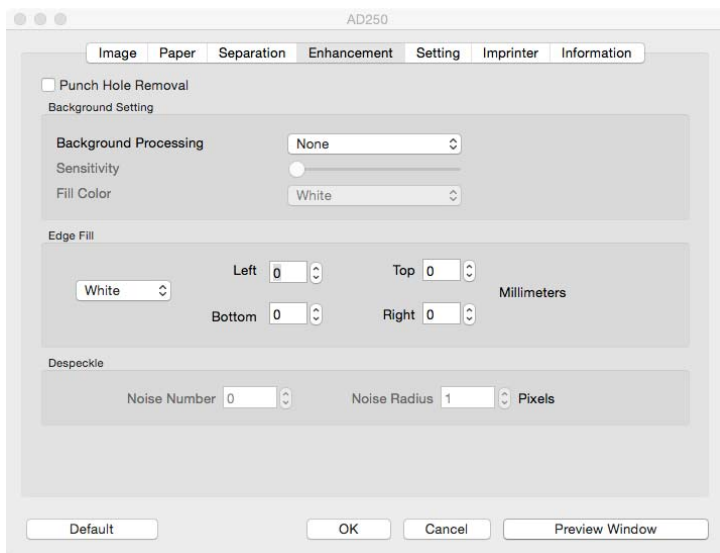 AD250
Image Paper Separation Enhancement Setting Imprinter Information
Punch Hole Removal
Background Setting
Background Processing None
Sensitivity
Fill Color White
Edge Fill
Left 0 Top 0
White Millimeters
Bottom 0 Right 0
Despeckle
Noise Number 0 Noise Radius 1 Pixels
Default OK Cancel Preview Window